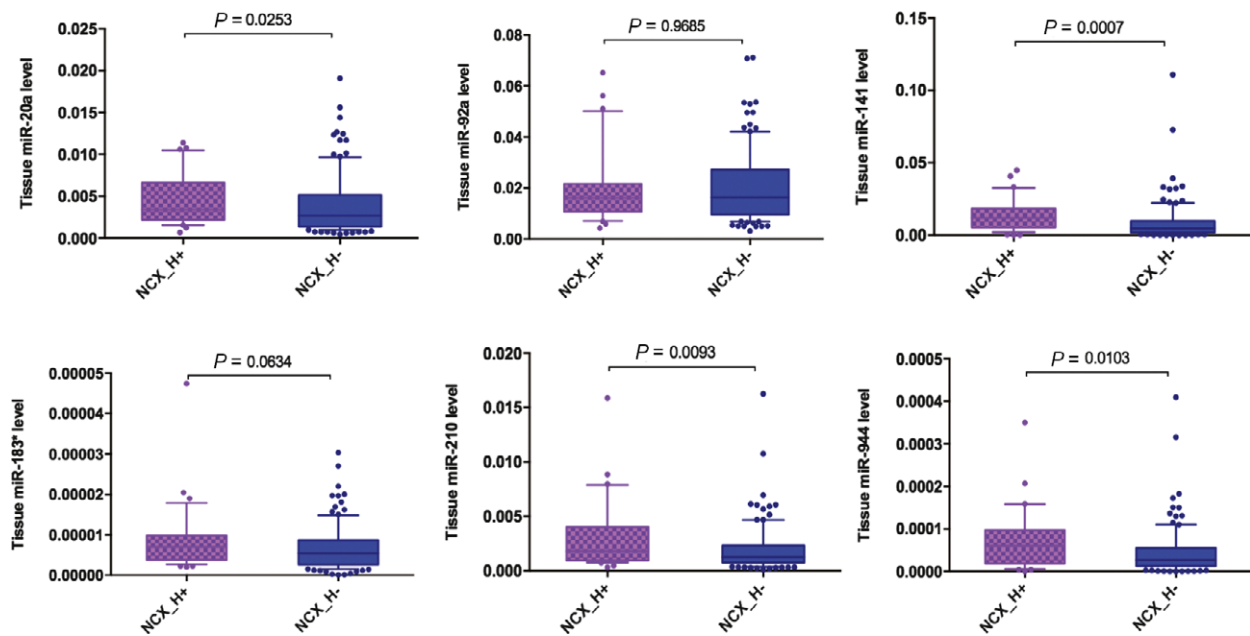 P = 0.0253
Tissue miR-20a level
0.025
0.020
0.015
0.010
0.005
0.000
NCX_H+
NCX_H-
P = 0.9685
Tissue miR-92a level
0.08
0.06
0.04
0.02
0.00
NCX_H+
NCX_H-
P = 0.0007
Tissue miR-141 level
0.15
0.10
0.05
0.00
NCX_H+
NCX_H-
P = 0.0634
Tissue miR-183* level
0.00005
0.00004
0.00003
0.00002
0.00001
0.00000
NCX_H+
NCX_H-
P = 0.0093
Tissue miR-210 level
0.020
0.015
0.010
0.005
0.000
NCX_H+
NCX_H-
P = 0.0103
Tissue miR-944 level
0.0005
0.0004
0.0003
0.0002
0.0001
0.0000
NCX_H+
NCX_H-